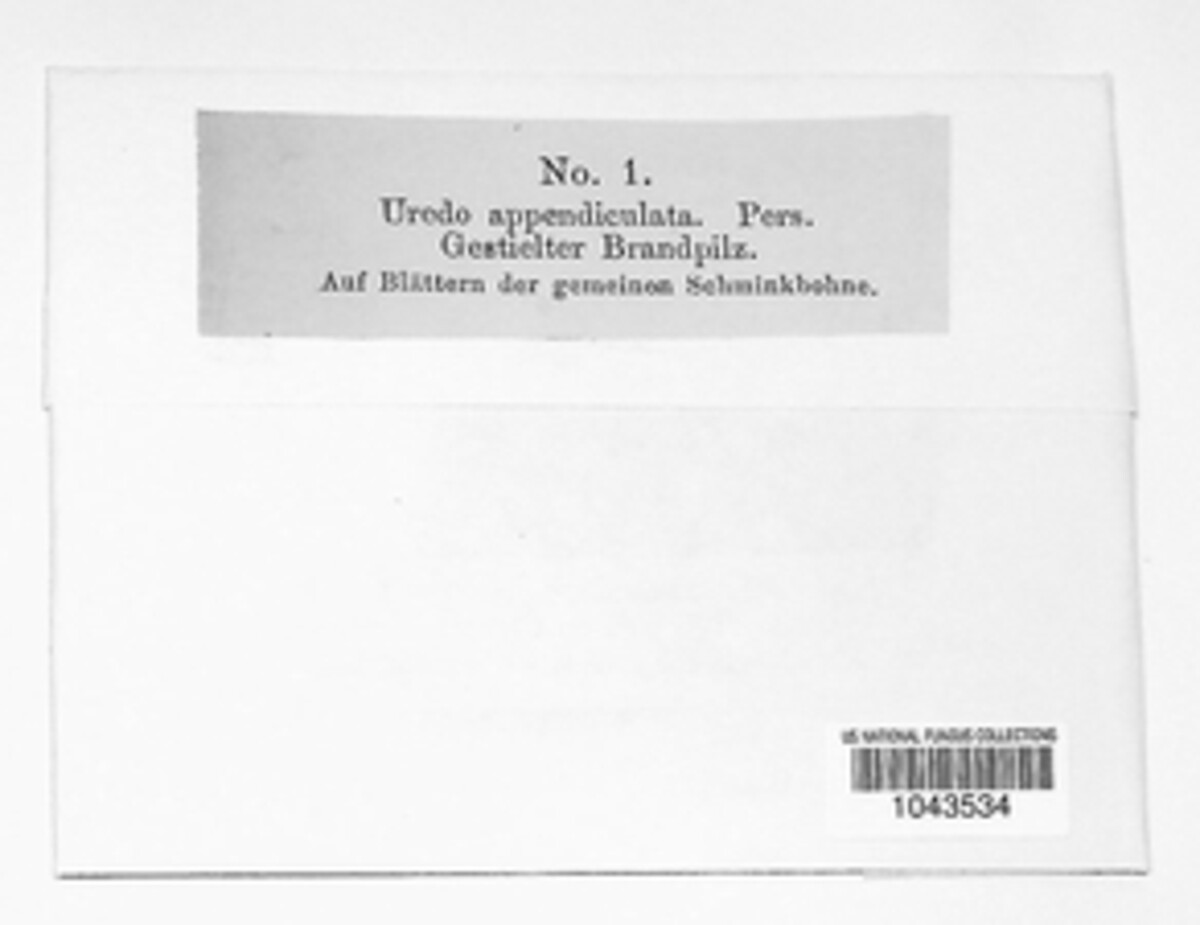 No. 1.
Uredo appendiculata. Pers.
Gestielter Brandpilz.
Auf Blättern der gemeinen Schminkbohne.
US NATIONAL FUNGUS COLLECTIONS
1043534